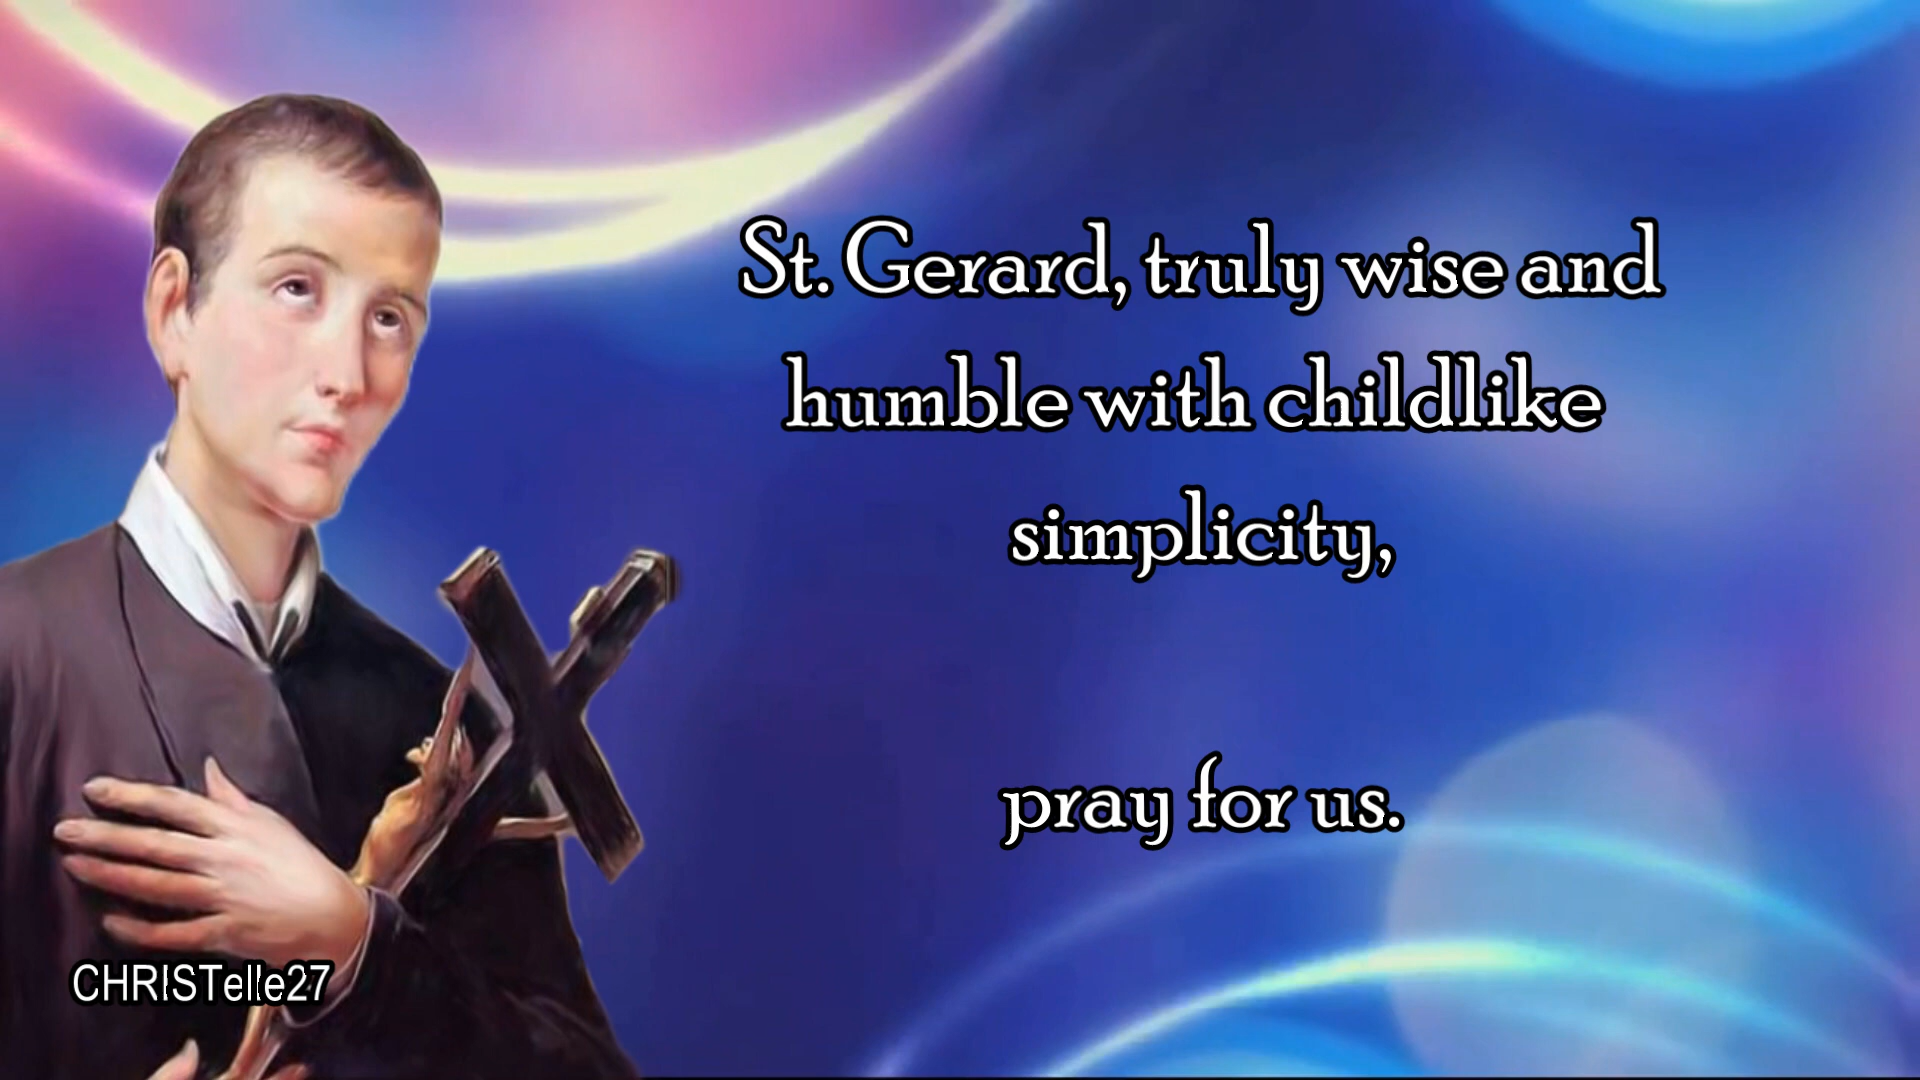 St. Gerard, truly wise and
humble with childlike
simplicity,
pray for us.
CHRISTelle27